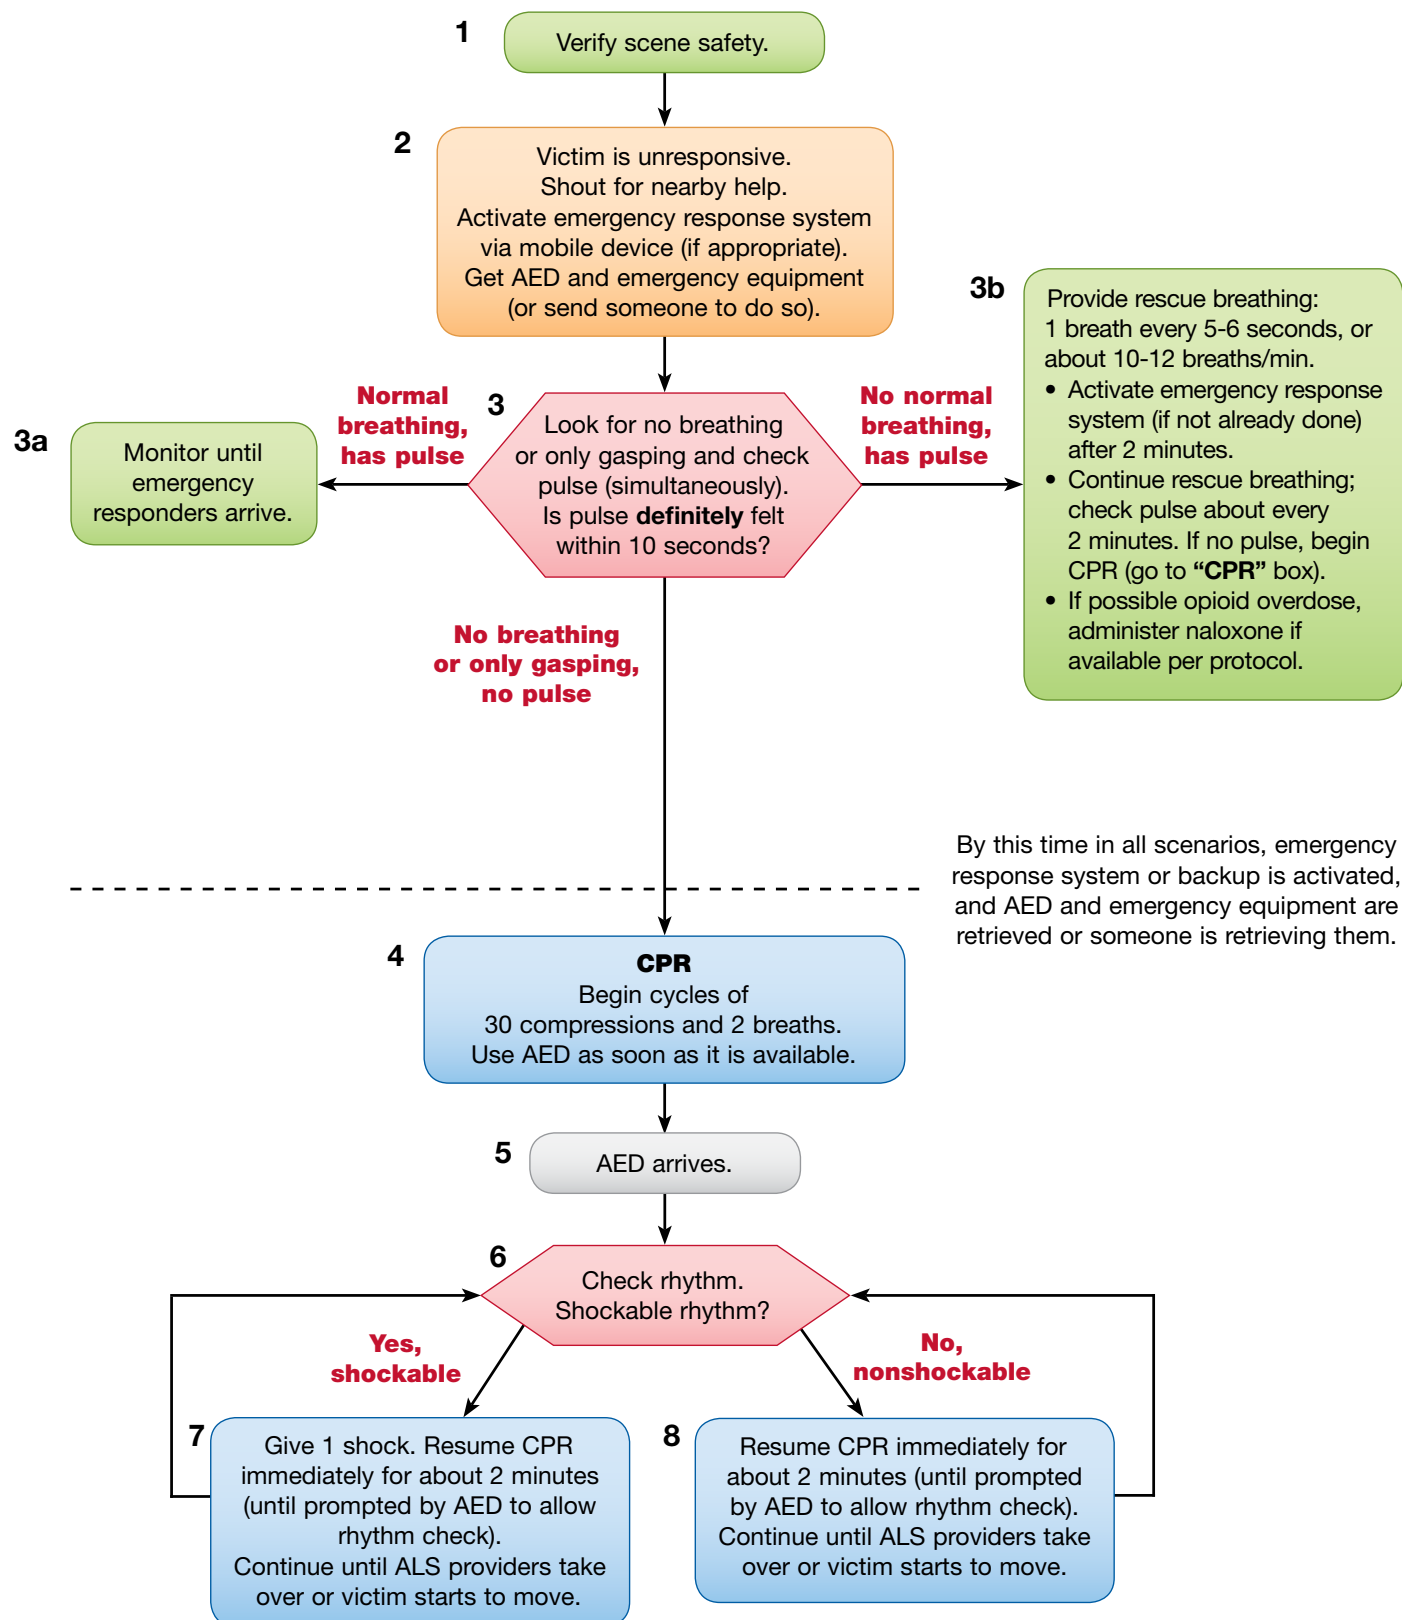 1
Verify scene safety.
2
Victim is unresponsive.
Shout for nearby help.
Activate emergency response system
via mobile device (if appropriate).
Get AED and emergency equipment
(or send someone to do so).
3
Look for no breathing
or only gasping and check
pulse (simultaneously).
Is pulse definitely felt
within 10 seconds?
Normal
breathing,
has pulse
3a
Monitor until
emergency
responders arrive.
No normal
breathing,
has pulse
3b
Provide rescue breathing:
1 breath every 5-6 seconds, or
about 10-12 breaths/min.
• Activate emergency response
system (if not already done)
after 2 minutes.
• Continue rescue breathing;
check pulse about every
2 minutes. If no pulse, begin
CPR (go to “CPR” box).
• If possible opioid overdose,
administer naloxone if
available per protocol.
No breathing
or only gasping,
no pulse
By this time in all scenarios, emergency
response system or backup is activated,
and AED and emergency equipment are
retrieved or someone is retrieving them.
4
CPR
Begin cycles of
30 compressions and 2 breaths.
Use AED as soon as it is available.
5
AED arrives.
6
Check rhythm.
Shockable rhythm?
Yes,
shockable
No,
nonshockable
7
Give 1 shock. Resume CPR
immediately for about 2 minutes
(until prompted by AED to allow
rhythm check).
Continue until ALS providers take
over or victim starts to move.
8
Resume CPR immediately for
about 2 minutes (until prompted
by AED to allow rhythm check).
Continue until ALS providers take
over or victim starts to move.